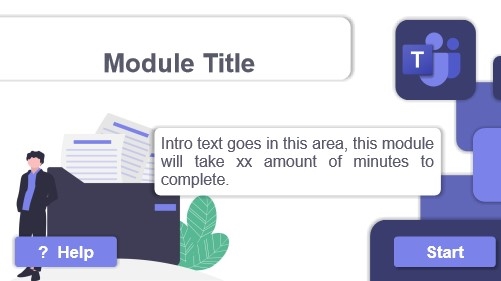 Module Title
T
Intro text goes in this area, this module
will take xx amount of minutes to
complete.
? Help
Start